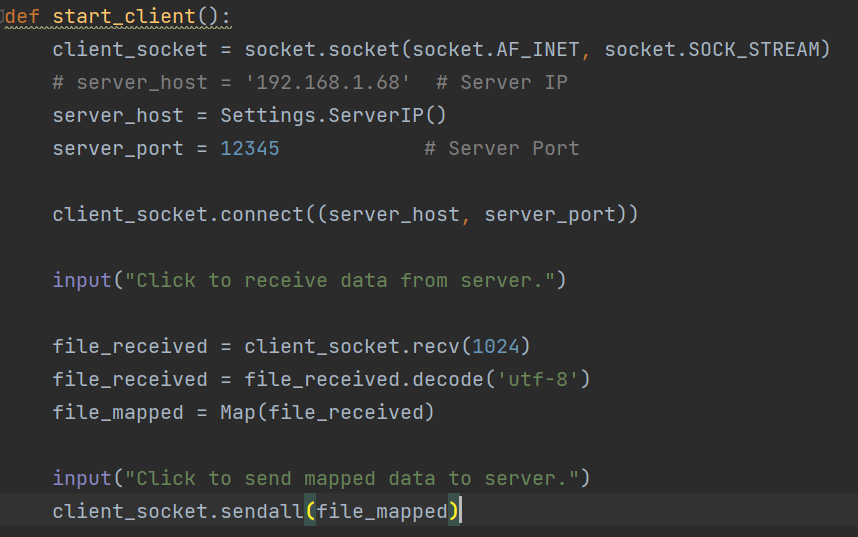 def start_client():
    client_socket = socket.socket(socket.AF_INET, socket.SOCK_STREAM)
    # server_host = '192.168.1.68'  # Server IP
    server_host = Settings.ServerIP()
    server_port = 12345            # Server Port
    client_socket.connect((server_host, server_port))
    input("Click to receive data from server.")
    file_received = client_socket.recv(1024)
    file_received = file_received.decode('utf-8')
    file_mapped = Map(file_received)
    input("Click to send mapped data to server.")
    client_socket.sendall(file_mapped)